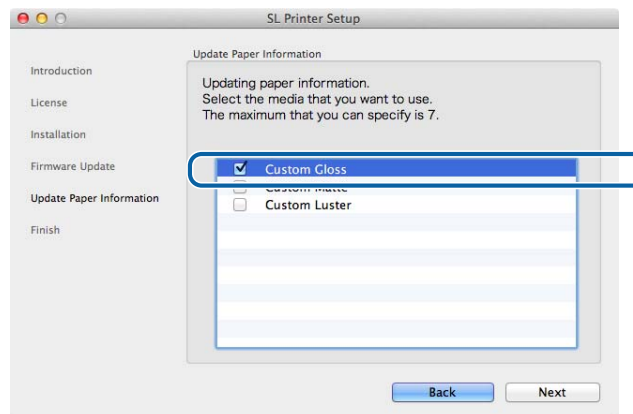 SL Printer Setup
Update Paper Information
Introduction
License
Installation
Firmware Update
Update Paper Information
Finish
Updating paper information.
Select the media that you want to use.
The maximum that you can specify is 7.
Custom Gloss
Custom Matte
Custom Luster
Back
Next